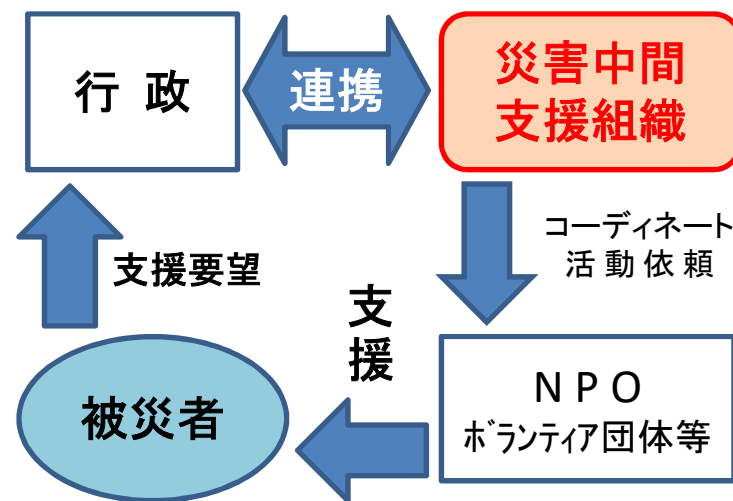 行 政
連携
災害中間
支援組織
コーディネート
活動依頼
支援要望
支
援
被災者
NPO
ボランティア団体等